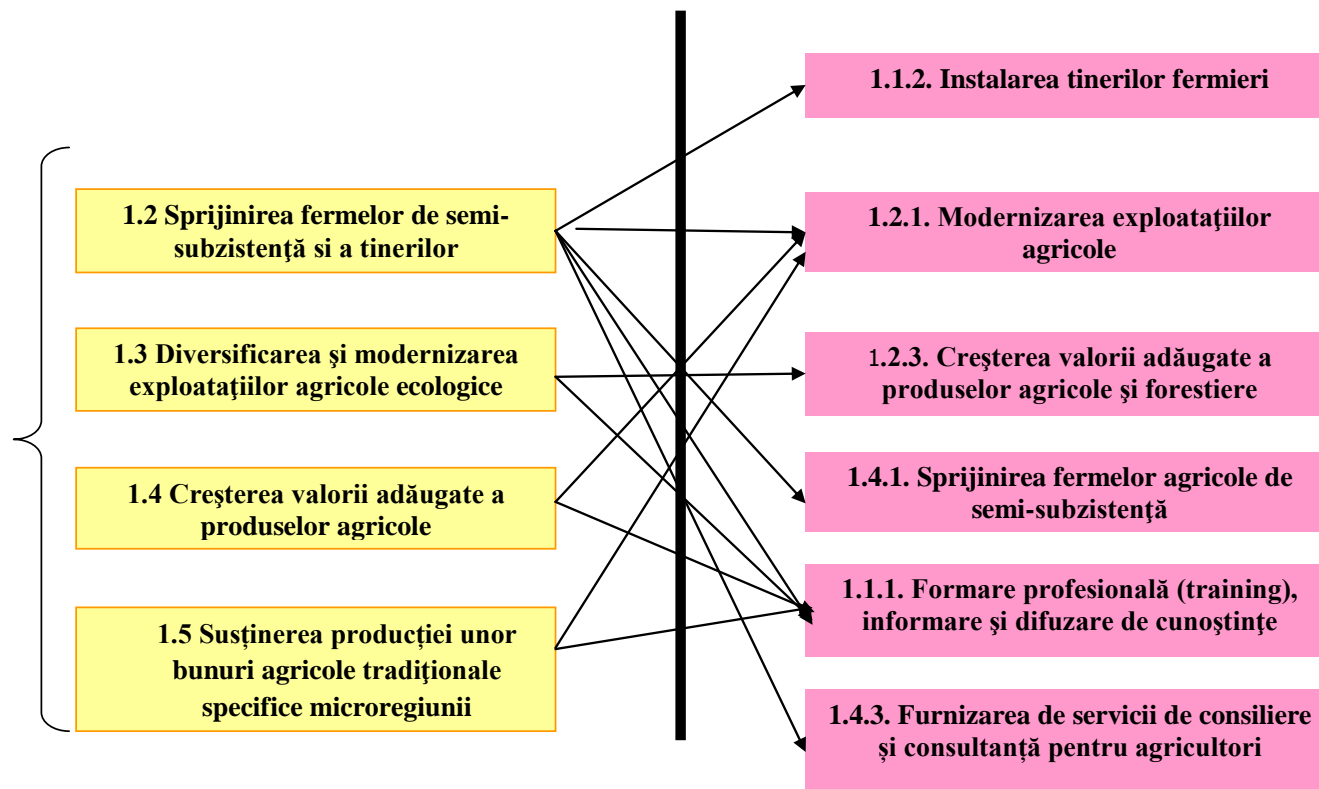 1.2 Sprijinirea fermelor de semi-
subzistenţă si a tinerilor
1.3 Diversificarea şi modernizarea
exploataţiilor agricole ecologice
1.4 Creşterea valorii adăugate a
produselor agricole
1.5 Susținerea producției unor
bunuri agricole tradiţionale
specifice microregiunii
1.1.2. Instalarea tinerilor fermieri
1.2.1. Modernizarea exploataţiilor
agricole
1.2.3. Creşterea valorii adăugate a
produselor agricole şi forestiere
1.4.1. Sprijinirea fermelor agricole de
semi-subzistenţă
1.1.1. Formare profesională (training),
informare şi difuzare de cunoştinţe
1.4.3. Furnizarea de servicii de consiliere
și consultanță pentru agricultori